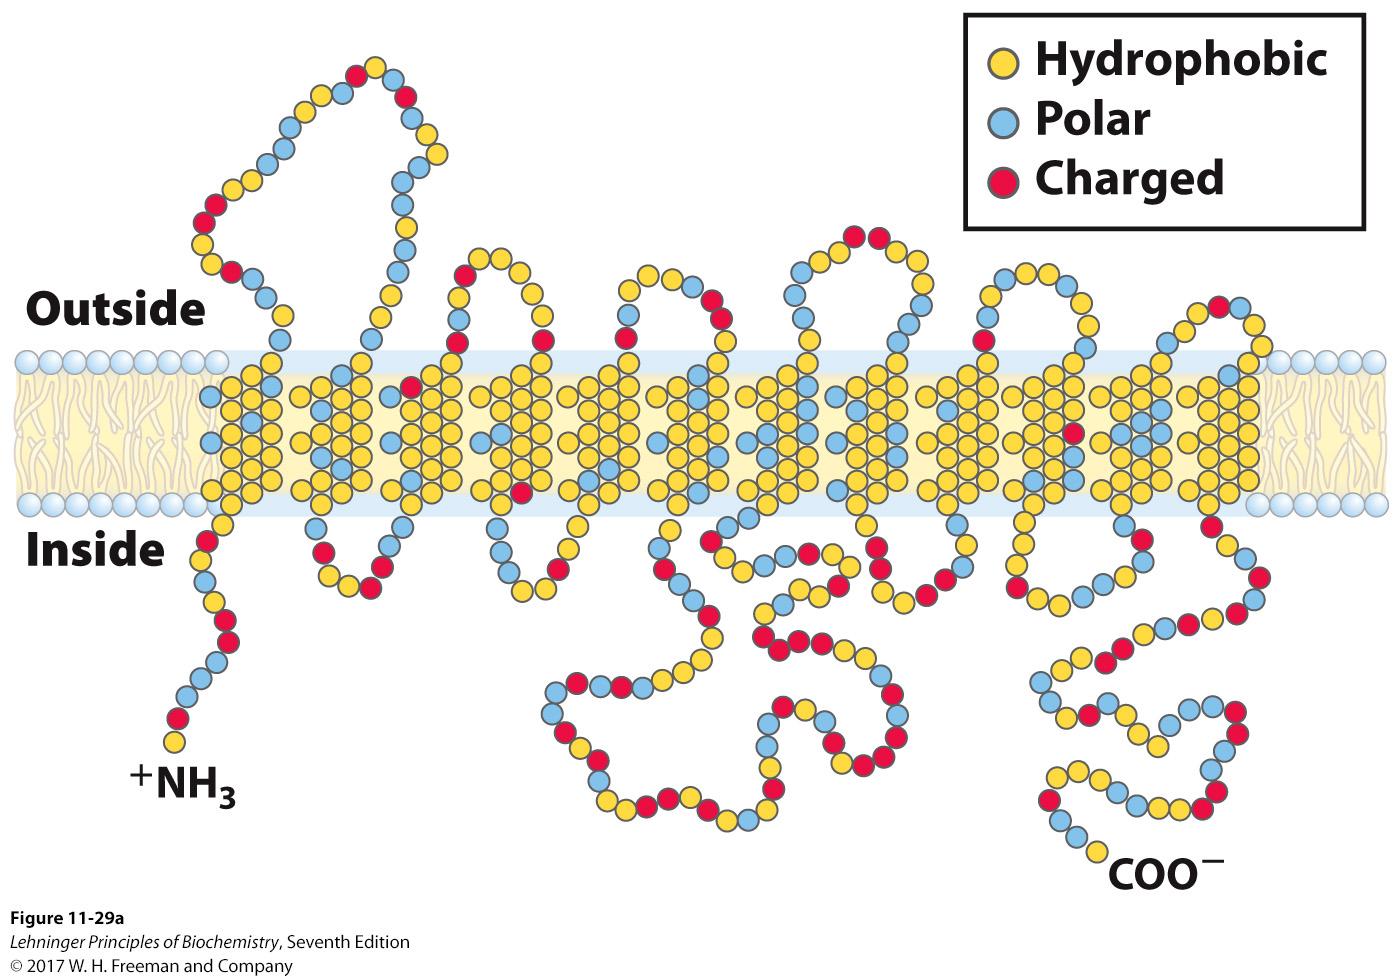 Hydrophobic
Polar
Charged
Outside
Inside
+NH3
COO−
Figure 11-29a
Lehninger Principles of Biochemistry, Seventh Edition
© 2017 W. H. Freeman and Company